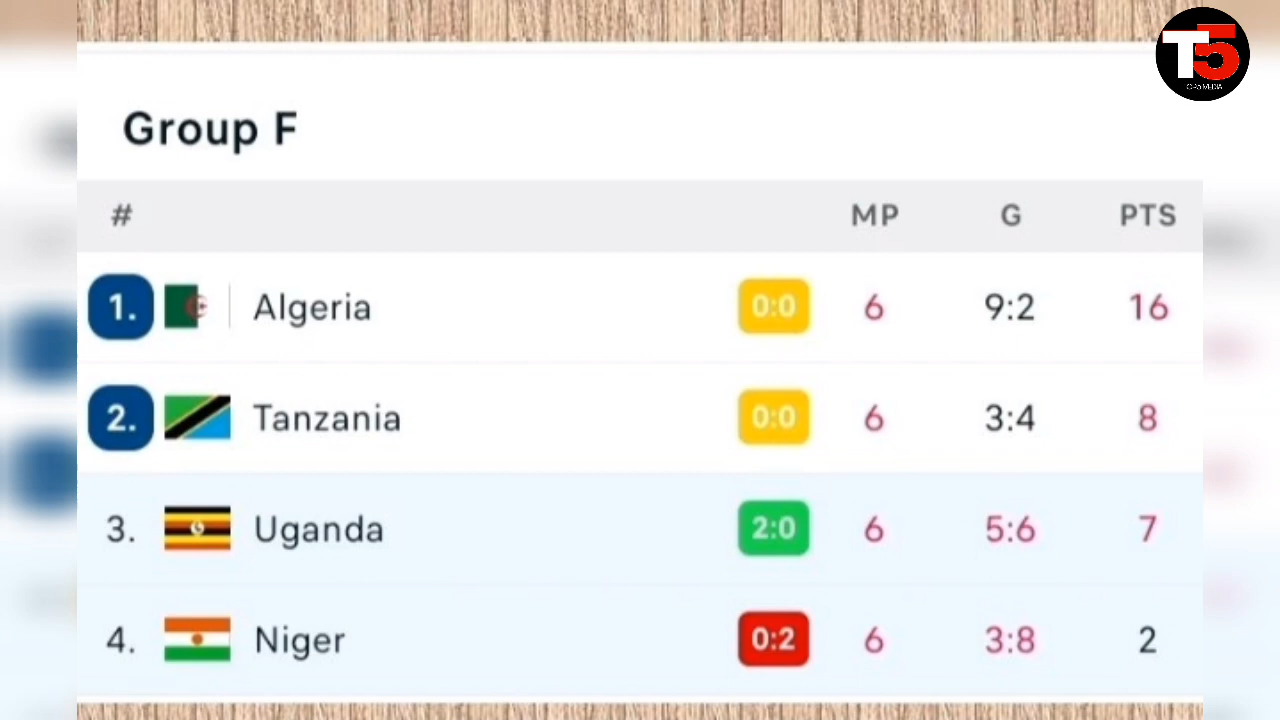 T5
Group F
# MP G PTS
1. Algeria 0:0 6 9:2 16
2. Tanzania 0:0 6 3:4 8
3. Uganda 2:0 6 5:6 7
4. Niger 0:2 6 3:8 2